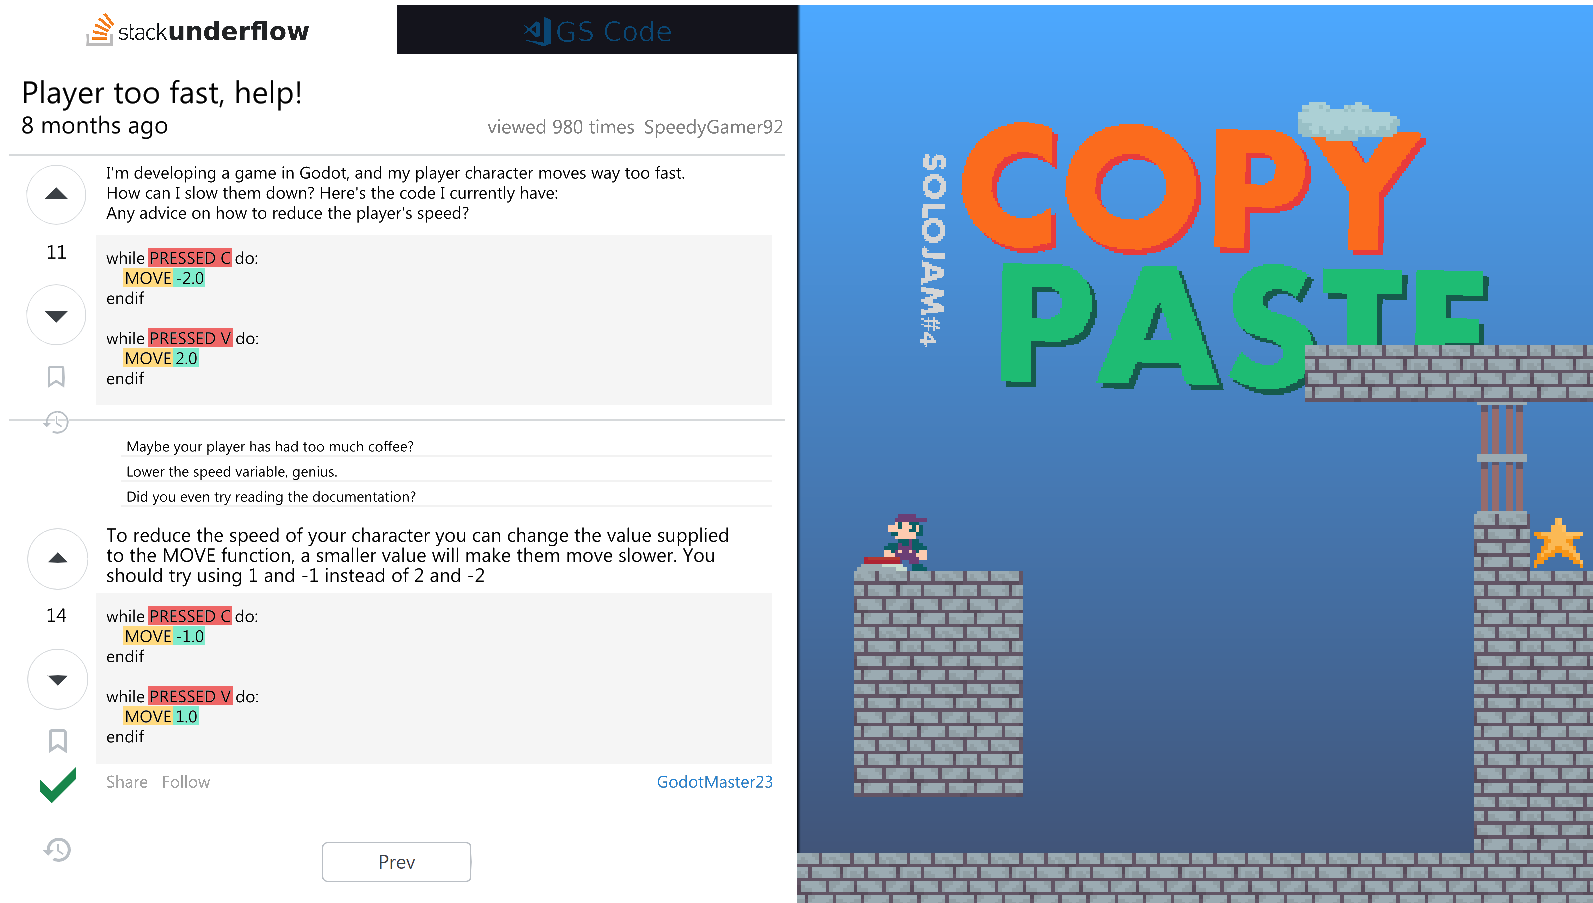 stackunderflow
GS Code
Player too fast, help!
8 months ago
viewed 980 times SpeedyGamer92
I'm developing a game in Godot, and my player character moves way too fast.
How can I slow them down? Here's the code I currently have:
Any advice on how to reduce the player's speed?
11
while PRESSED C do:
MOVE -2.0
endif
while PRESSED V do:
MOVE 2.0
endif
Maybe your player has had too much coffee?
Lower the speed variable, genius.
Did you even try reading the documentation?
To reduce the speed of your character you can change the value supplied
to the MOVE function, a smaller value will make them move slower. You
should try using 1 and -1 instead of 2 and -2
14
while PRESSED C do:
MOVE -1.0
endif
while PRESSED V do:
MOVE 1.0
endif
Share Follow
GodotMaster23
Prev
SOLOJAM#4
COPY
PASTE